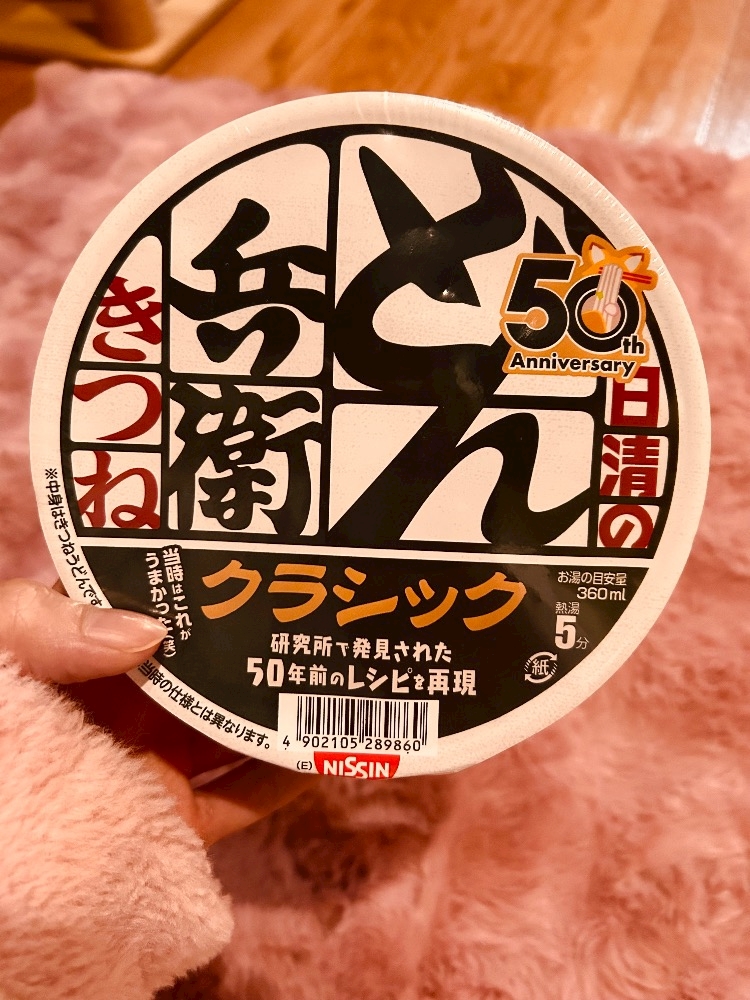 日清の
どん
兵衛
きつね
50th
Anniversary
※中身はきつねうどんです
当時はこれが
うまかった(笑)
クラシック
研究所で発見された
50年前のレシピを再現
お湯の目安量
360ml
熱湯
5分
紙
当時の仕様とは異なります。
4 902105 289860
(E)
NISSIN